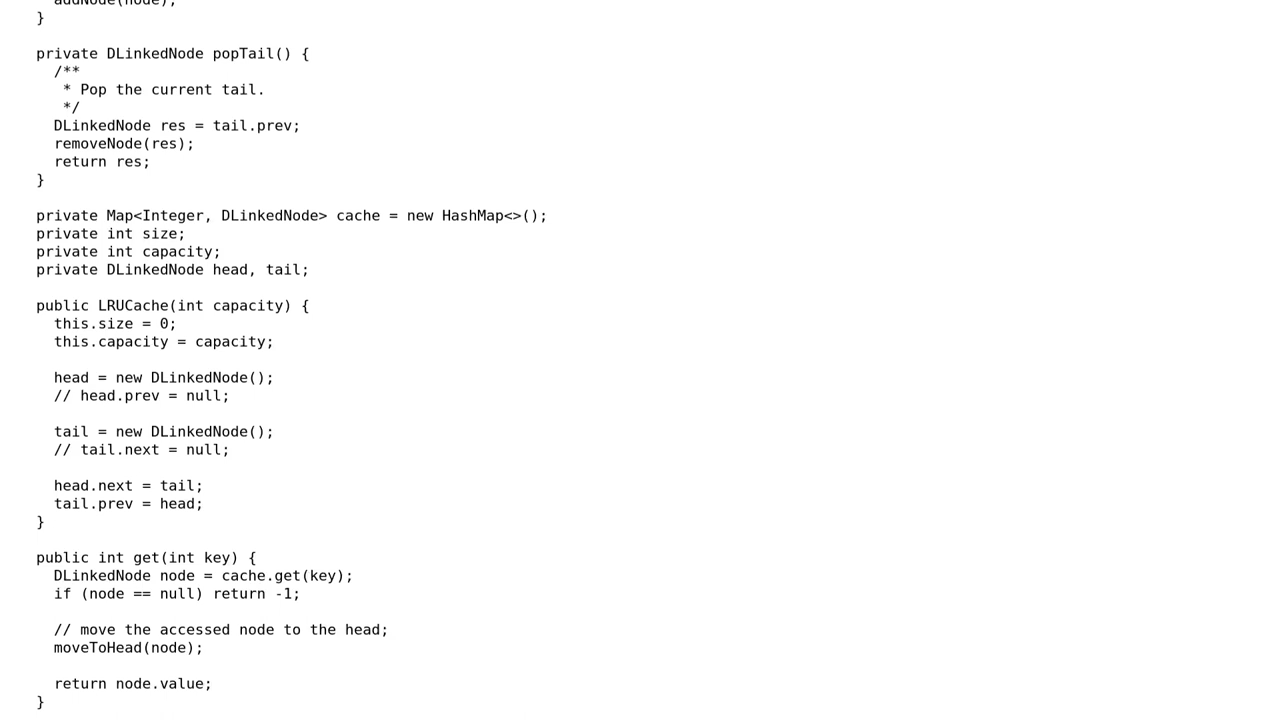 addNode(node);
}
private DLinkedNode popTail() {
/**
* Pop the current tail.
*/
DLinkedNode res = tail.prev;
removeNode(res);
return res;
}
private Map<Integer, DLinkedNode> cache = new HashMap<>();
private int size;
private int capacity;
private DLinkedNode head, tail;
public LRUCache(int capacity) {
this.size = 0;
this.capacity = capacity;
head = new DLinkedNode();
// head.prev = null;
tail = new DLinkedNode();
// tail.next = null;
head.next = tail;
tail.prev = head;
}
public int get(int key) {
DLinkedNode node = cache.get(key);
if (node == null) return -1;
// move the accessed node to the head;
moveToHead(node);
return node.value;
}